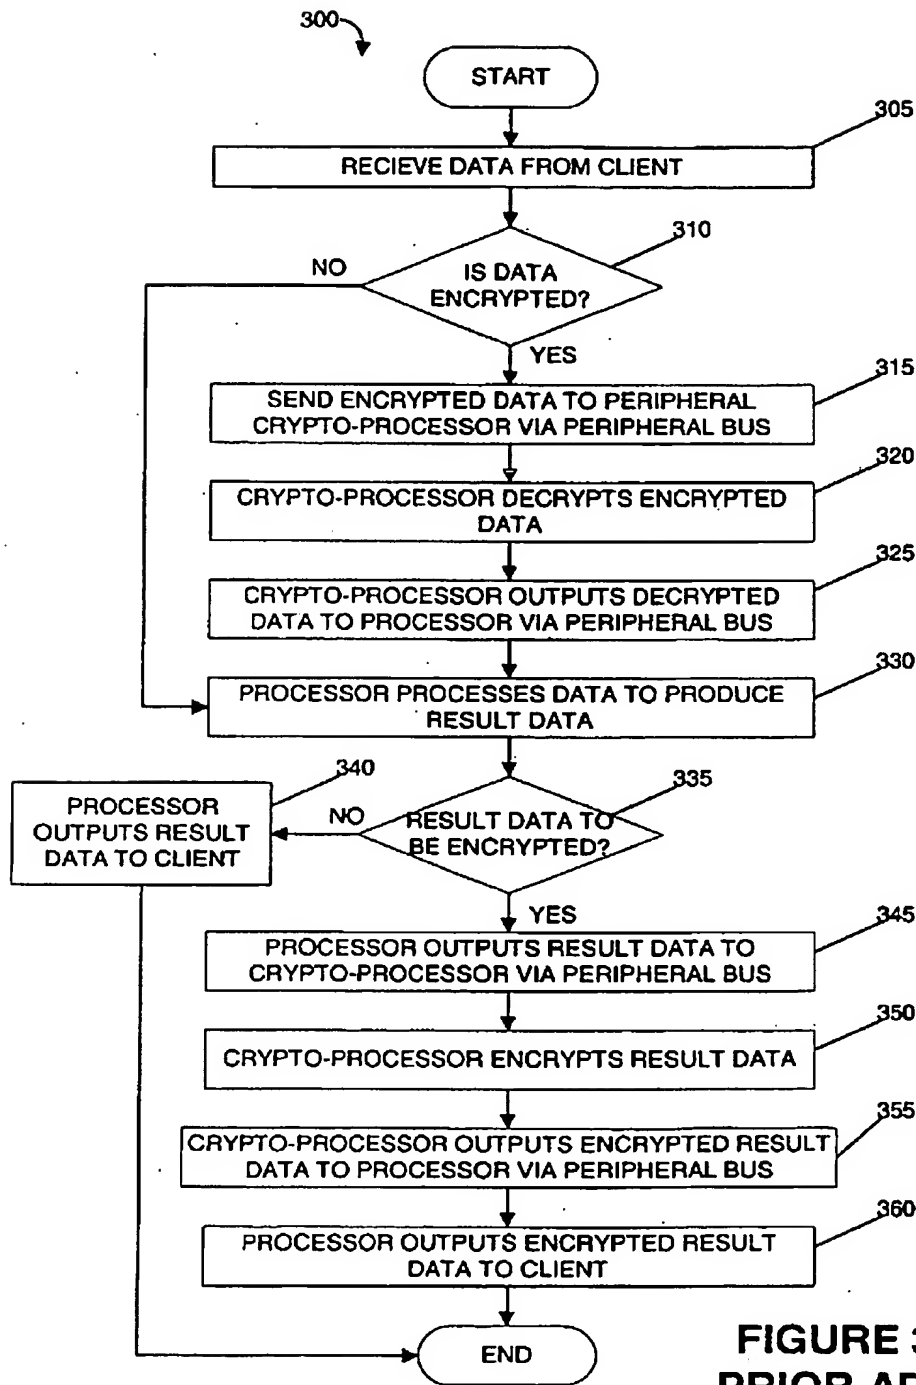 300
START
305
RECIEVE DATA FROM CLIENT
310
IS DATA
ENCRYPTED?
NO
YES
315
SEND ENCRYPTED DATA TO PERIPHERAL
CRYPTO-PROCESSOR VIA PERIPHERAL BUS
320
CRYPTO-PROCESSOR DECRYPTS ENCRYPTED
DATA
325
CRYPTO-PROCESSOR OUTPUTS DECRYPTED
DATA TO PROCESSOR VIA PERIPHERAL BUS
330
PROCESSOR PROCESSES DATA TO PRODUCE
RESULT DATA
340
PROCESSOR
OUTPUTS RESULT
DATA TO CLIENT
NO
335
RESULT DATA TO
BE ENCRYPTED?
YES
345
PROCESSOR OUTPUTS RESULT DATA TO
CRYPTO-PROCESSOR VIA PERIPHERAL BUS
350
CRYPTO-PROCESSOR ENCRYPTS RESULT DATA
355
CRYPTO-PROCESSOR OUTPUTS ENCRYPTED RESULT
DATA TO PROCESSOR VIA PERIPHERAL BUS
360
PROCESSOR OUTPUTS ENCRYPTED RESULT
DATA TO CLIENT
END
FIGURE 3
PRIOR